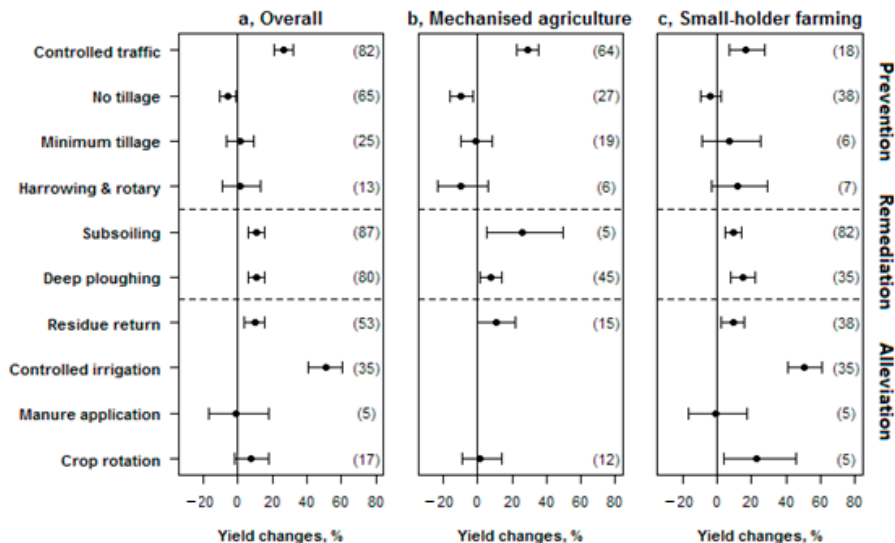 a, Overall
b, Mechanised agriculture
c, Small-holder farming
Controlled traffic (82) (64) (18)
No tillage (65) (27) (38)
Minimum tillage (25) (19) (6)
Harrowing & rotary (13) (6) (7)
Subsoiling (87) (5) (82)
Deep ploughing (80) (45) (35)
Residue return (53) (15) (38)
Controlled irrigation (35) (35)
Manure application (5) (5)
Crop rotation (17) (12) (5)
Prevention
Remediation
Alleviation
−20 0 20 40 60 80 −20 0 20 40 60 80 −20 0 20 40 60 80
Yield changes, % Yield changes, % Yield changes, %